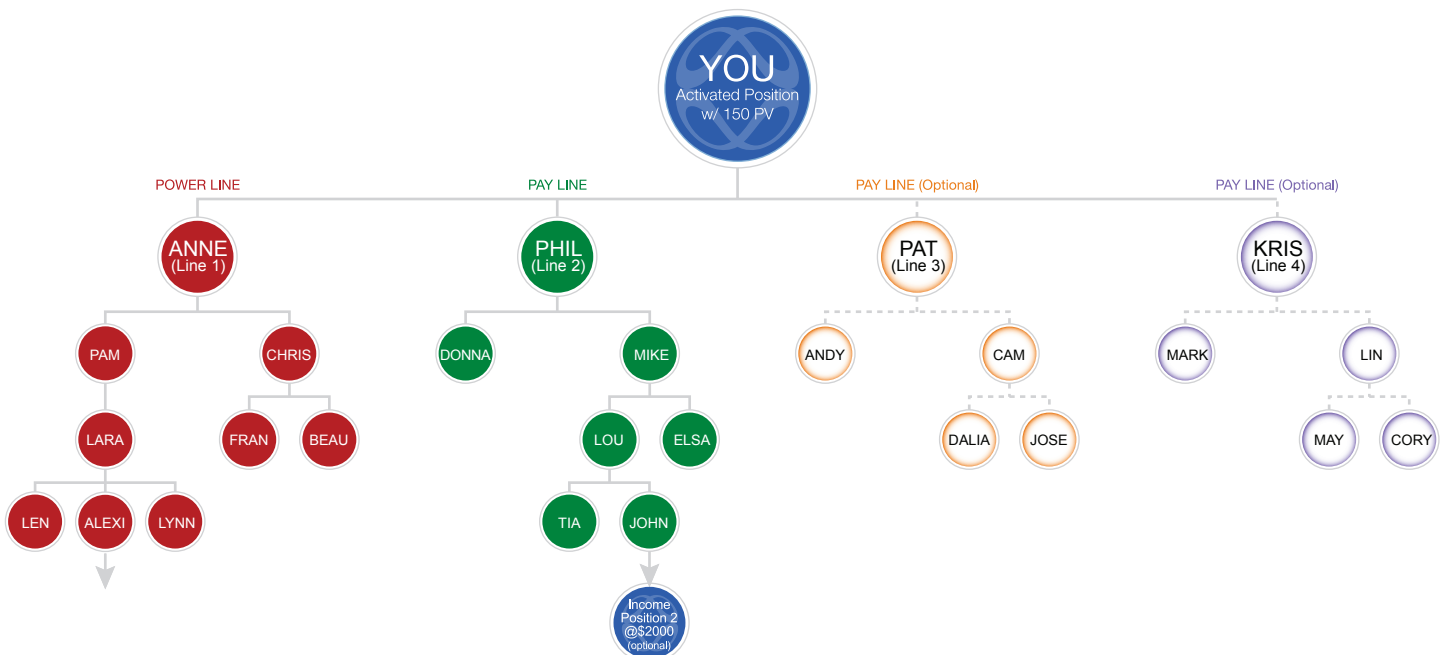 YOU
Activated Position
w/ 150 PV
POWER LINE
PAY LINE
PAY LINE (Optional)
PAY LINE (Optional)
ANNE
(Line 1)
PHIL
(Line 2)
PAT
(Line 3)
KRIS
(Line 4)
PAM
CHRIS
DONNA
MIKE
ANDY
CAM
MARK
LIN
LARA
FRAN
BEAU
LOU
ELSA
DALIA
JOSE
MAY
CORY
LEN
ALEXI
LYNN
TIA
JOHN
Income
Position 2
@$2000
(optional)